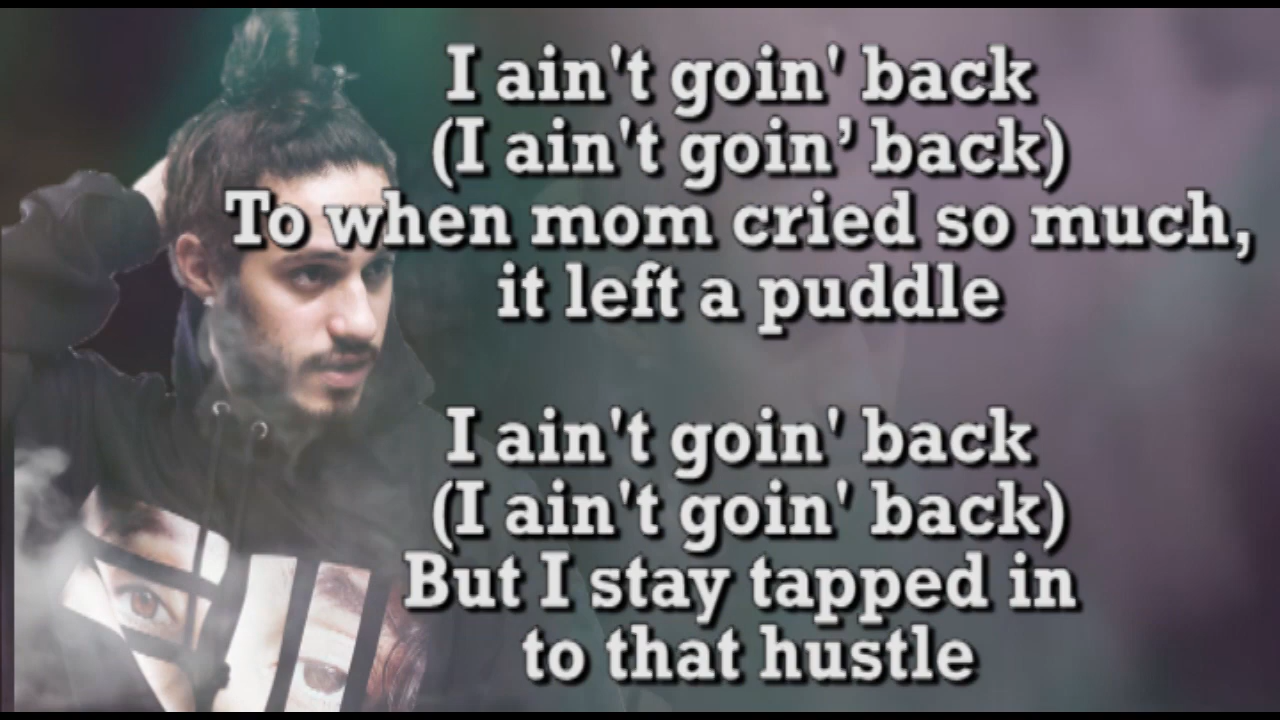 I ain't goin' back
(I ain't goin’ back)
To when mom cried so much,
it left a puddle
I ain't goin' back
(I ain't goin' back)
But I stay tapped in
to that hustle